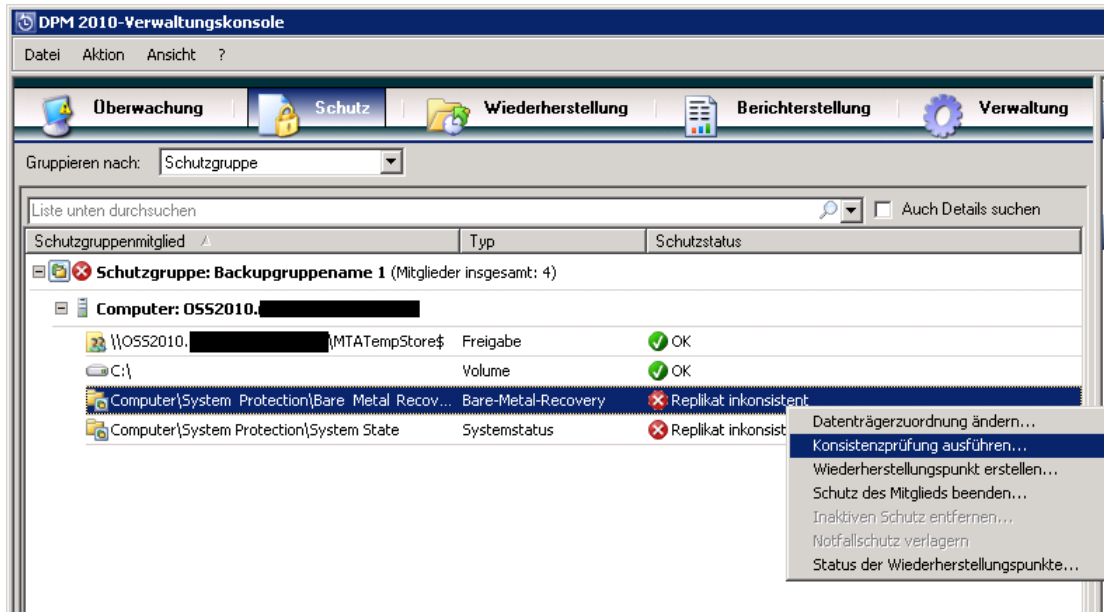 DPM 2010-Verwaltungskonsole
Datei Aktion Ansicht ?
Überwachung Schutz Wiederherstellung Berichterstellung Verwaltung
Gruppieren nach: Schutzgruppe
Liste unten durchsuchen Auch Details suchen
Schutzgruppenmitglied Typ Schutzstatus
Schutzgruppe: Backupgruppename 1 (Mitglieder insgesamt: 4)
Computer: OSS2010.
\\OSS2010. \MTATempStore$ Freigabe OK
C:\ Volume OK
Computer\System Protection\Bare Metal Recov... Bare-Metal-Recovery Replikat inkonsistent
Computer\System Protection\System State Systemstatus Replikat inkonsist
Datenträgerzuordnung ändern...
Konsistenzprüfung ausführen...
Wiederherstellungspunkt erstellen...
Schutz des Mitglieds beenden...
Inaktiven Schutz entfernen...
Notfallschutz verlagern
Status der Wiederherstellungspunkte...